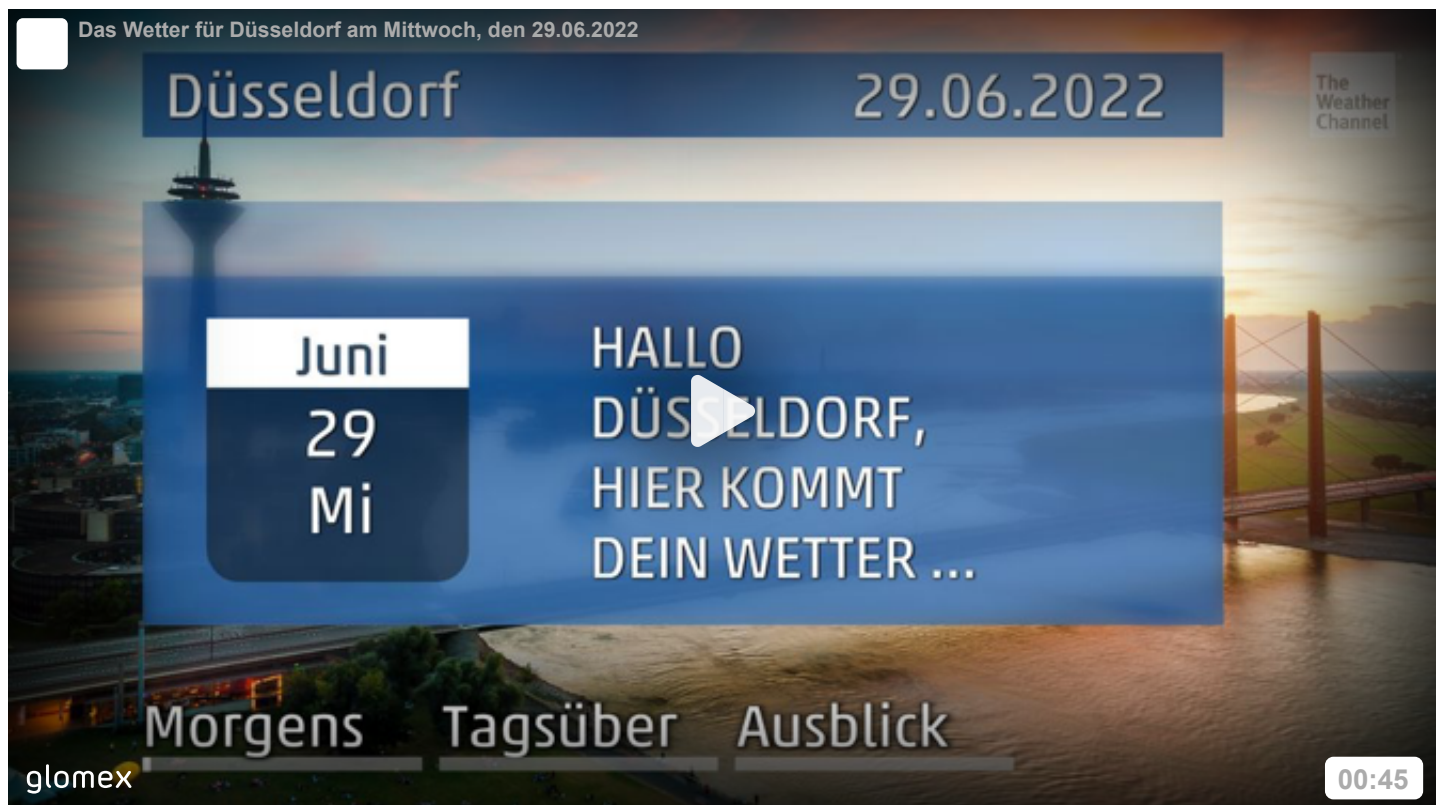 Das Wetter für Düsseldorf am Mittwoch, den 29.06.2022
Düsseldorf 29.06.2022
The
Weather
Channel
Juni
29
Mi
HALLO
DÜSSELDORF,
HIER KOMMT
DEIN WETTER ...
Morgens Tagsüber Ausblick
glomex 00:45